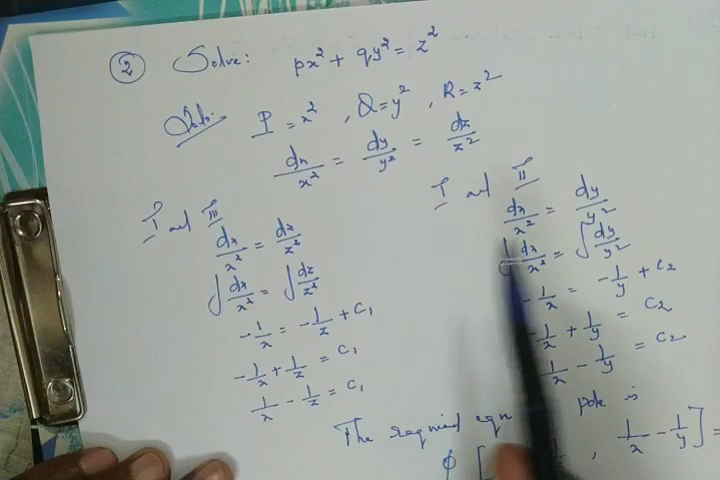 ② Solve: px² + qy² = z²
Soln: P = x² , Q = y² , R = z²
dx/x² = dy/y² = dz/z²
I and III
dx/x² = dz/z²
∫ dx/x² = ∫ dz/z²
-1/x = -1/z + C₁
-1/x + 1/z = C₁
1/x - 1/z = C₁
I and II
dx/x² = dy/y²
∫ dx/x² = ∫ dy/y²
-1/x = -1/y + C₂
-1/x + 1/y = C₂
1/x - 1/y = C₂
The required eqn pde is
ϕ [ , 1/x - 1/y ] =